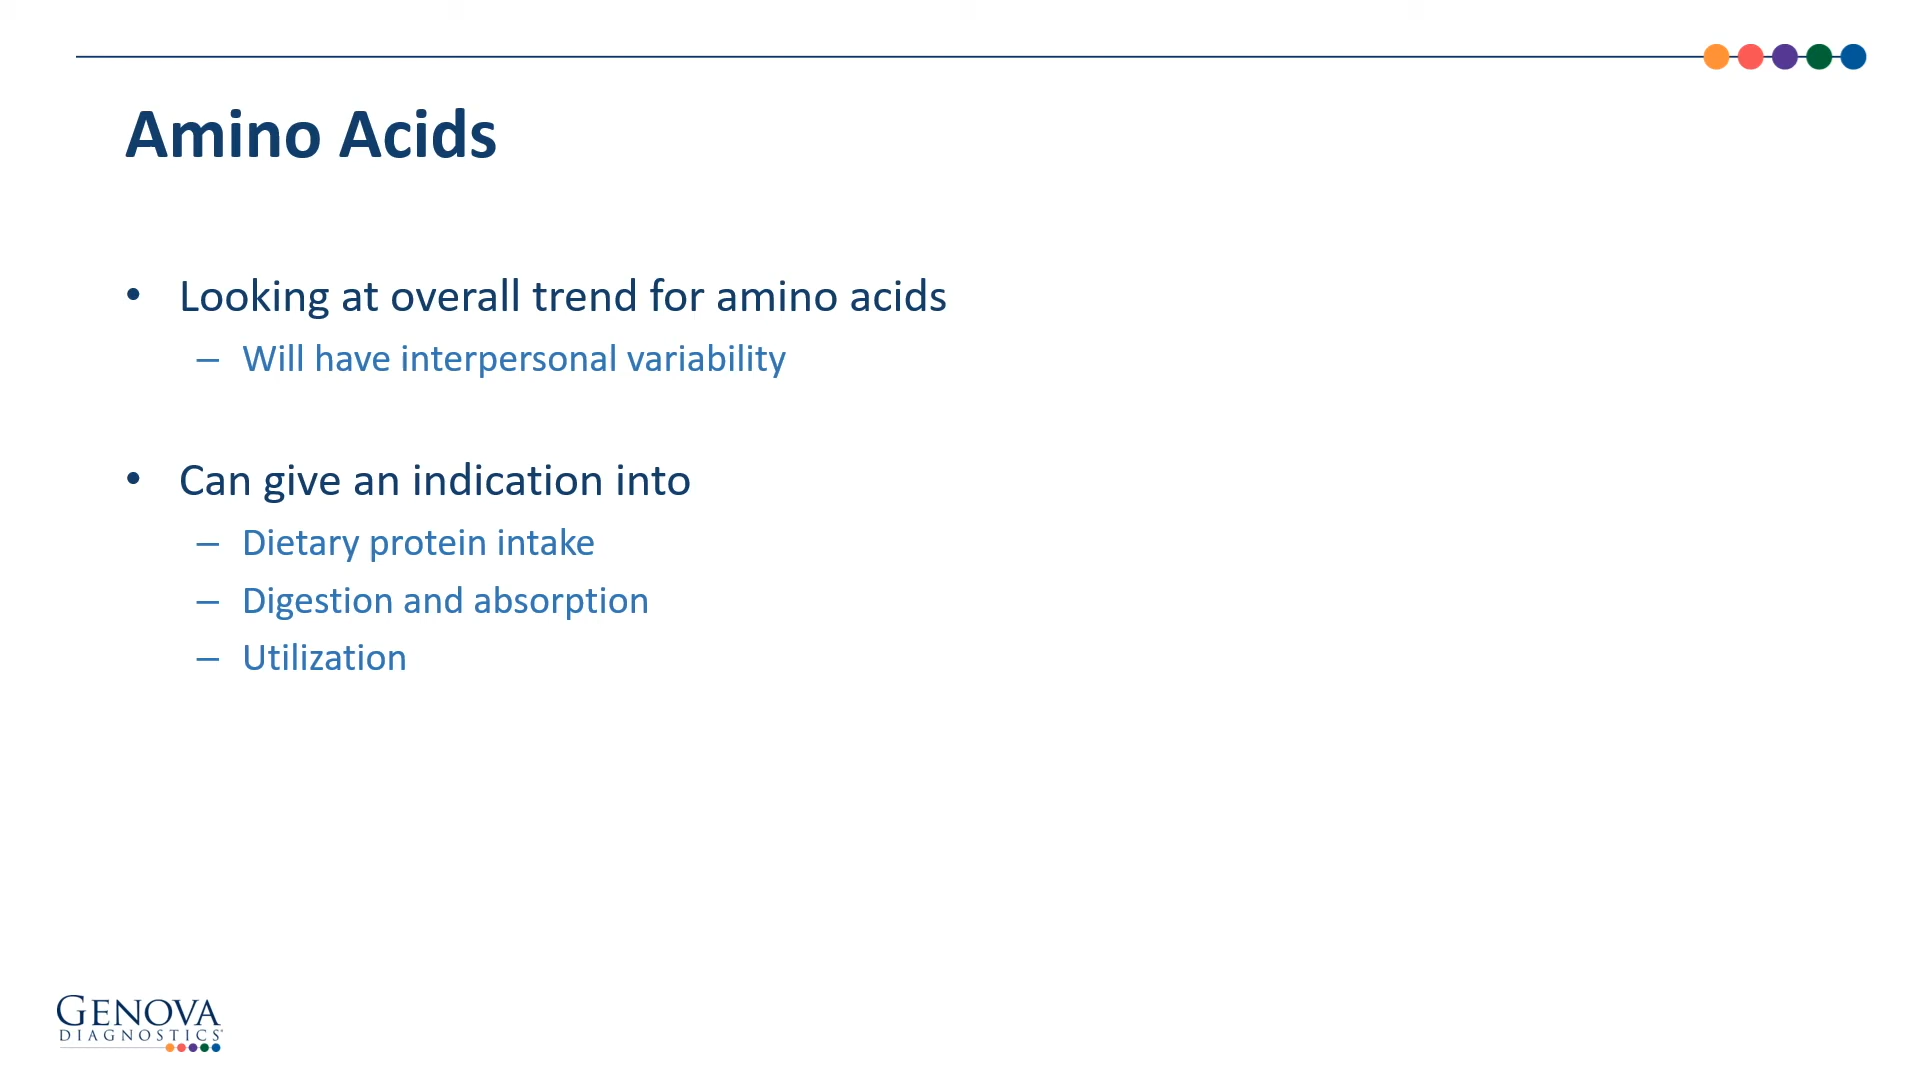 Amino Acids
• Looking at overall trend for amino acids
– Will have interpersonal variability
• Can give an indication into
– Dietary protein intake
– Digestion and absorption
– Utilization
GENOVA
DIAGNOSTICS